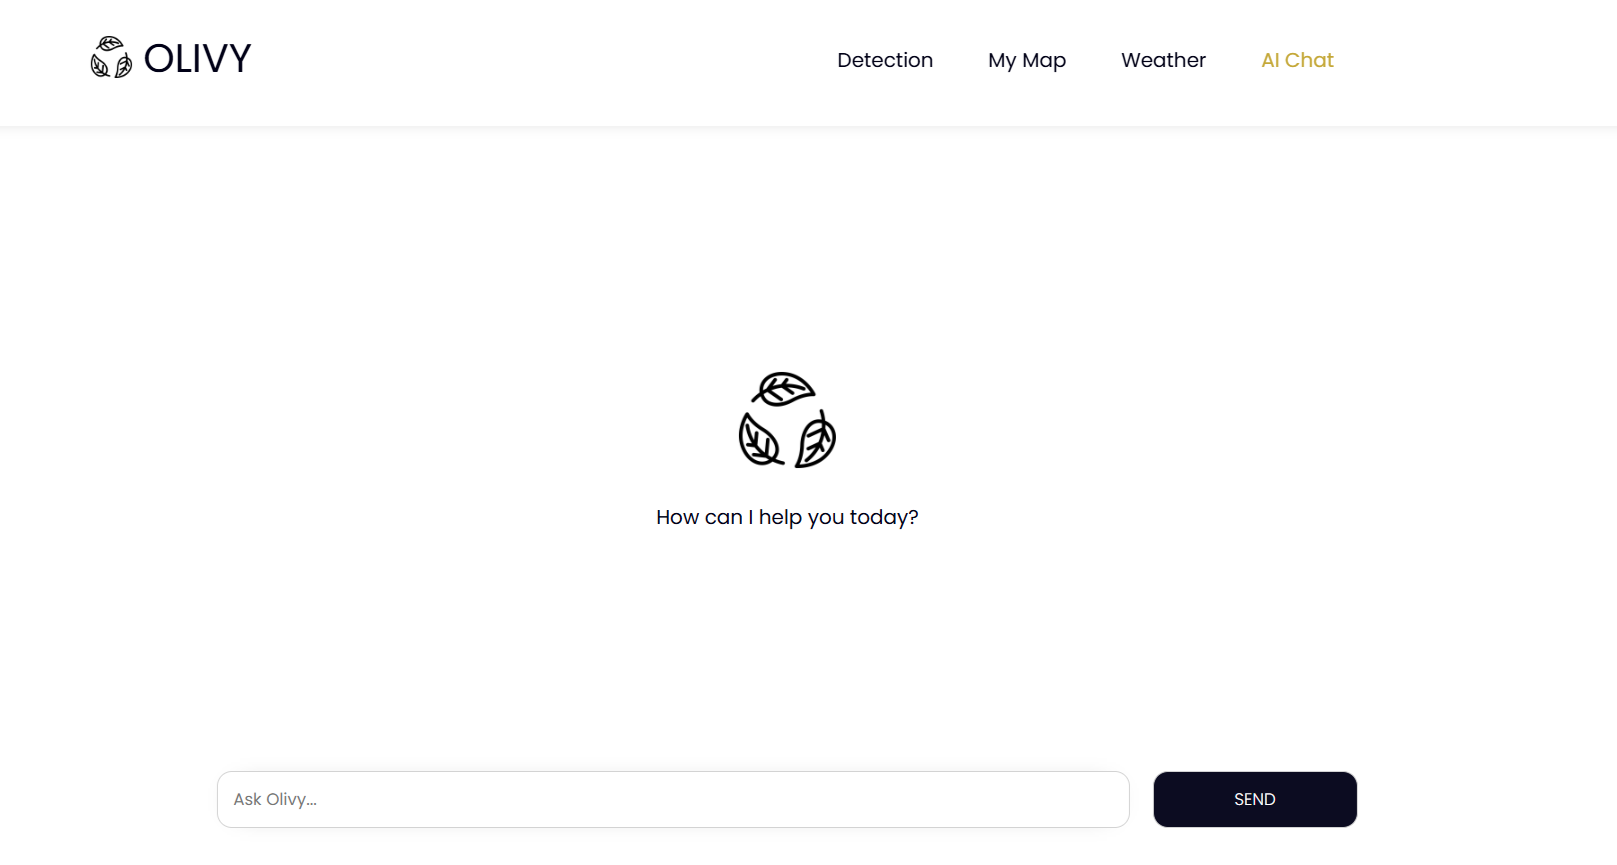 OLIVY
Detection
My Map
Weather
AI Chat
How can I help you today?
Ask Olivy...
SEND